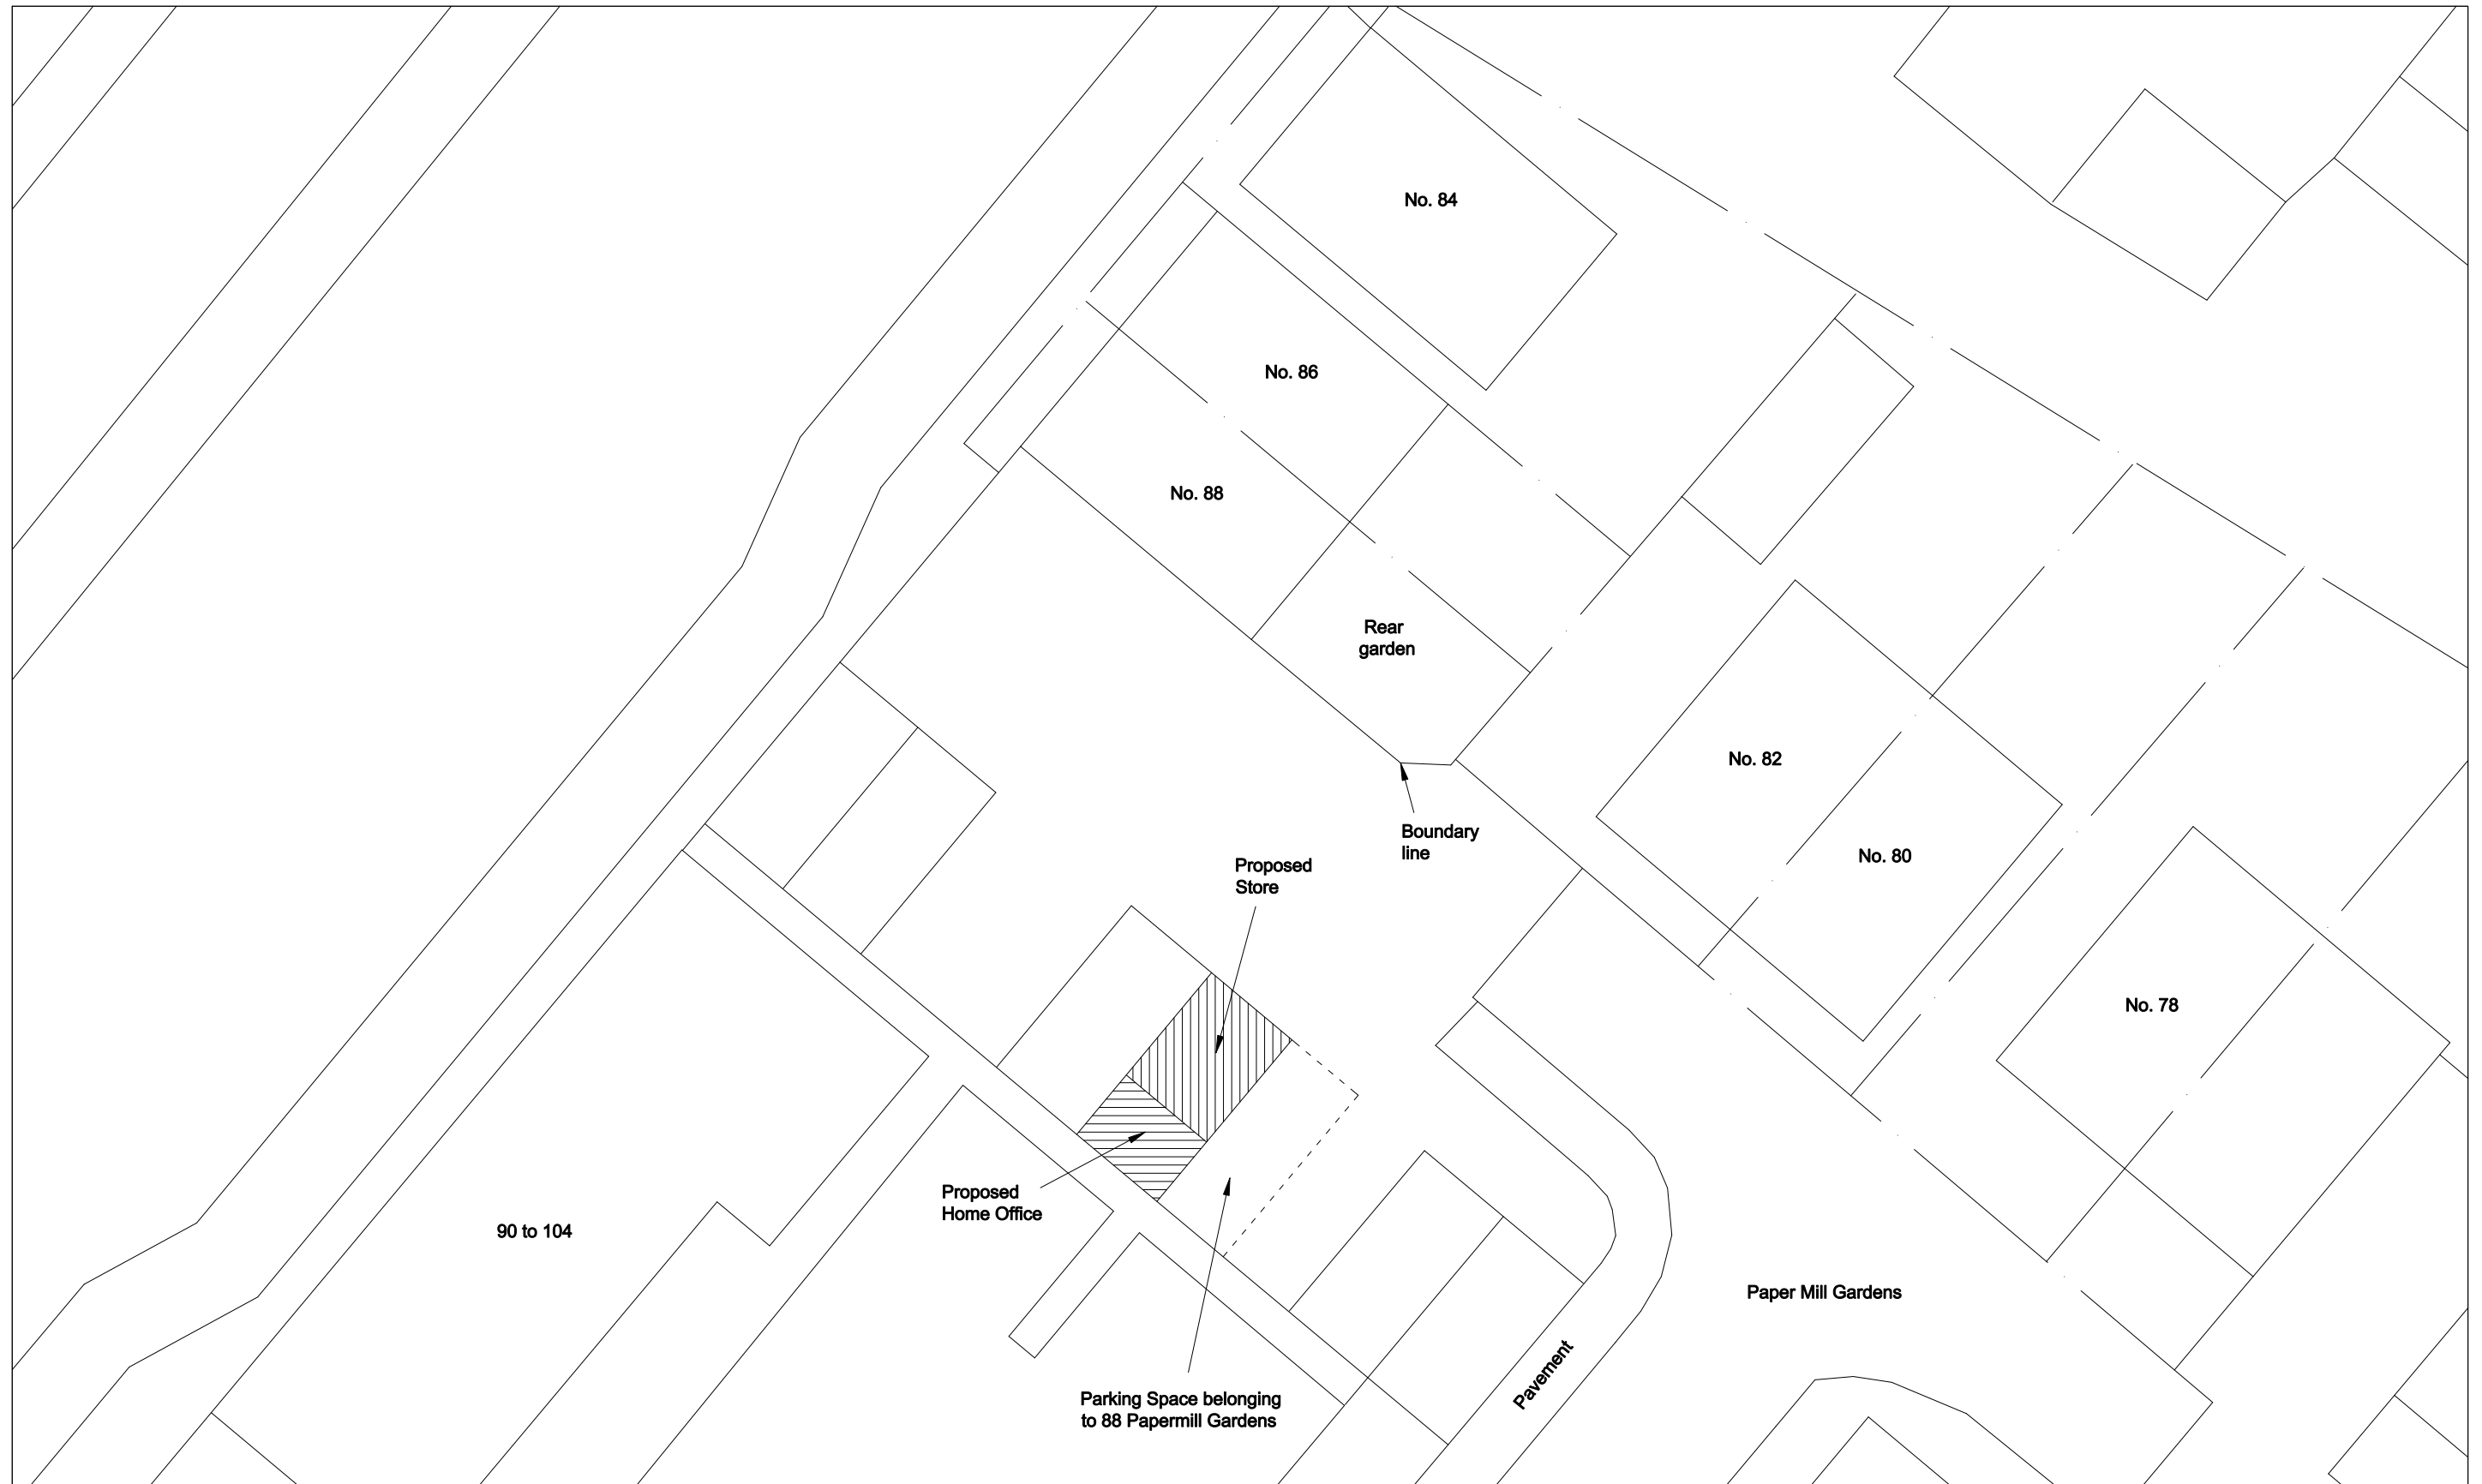 No. 84
No. 86
No. 88
Rear
garden
No. 82
Boundary
line
No. 80
Proposed
Store
No. 78
Proposed
Home Office
90 to 104
Paper Mill Gardens
Pavement
Parking Space belonging
to 88 Papermill Gardens